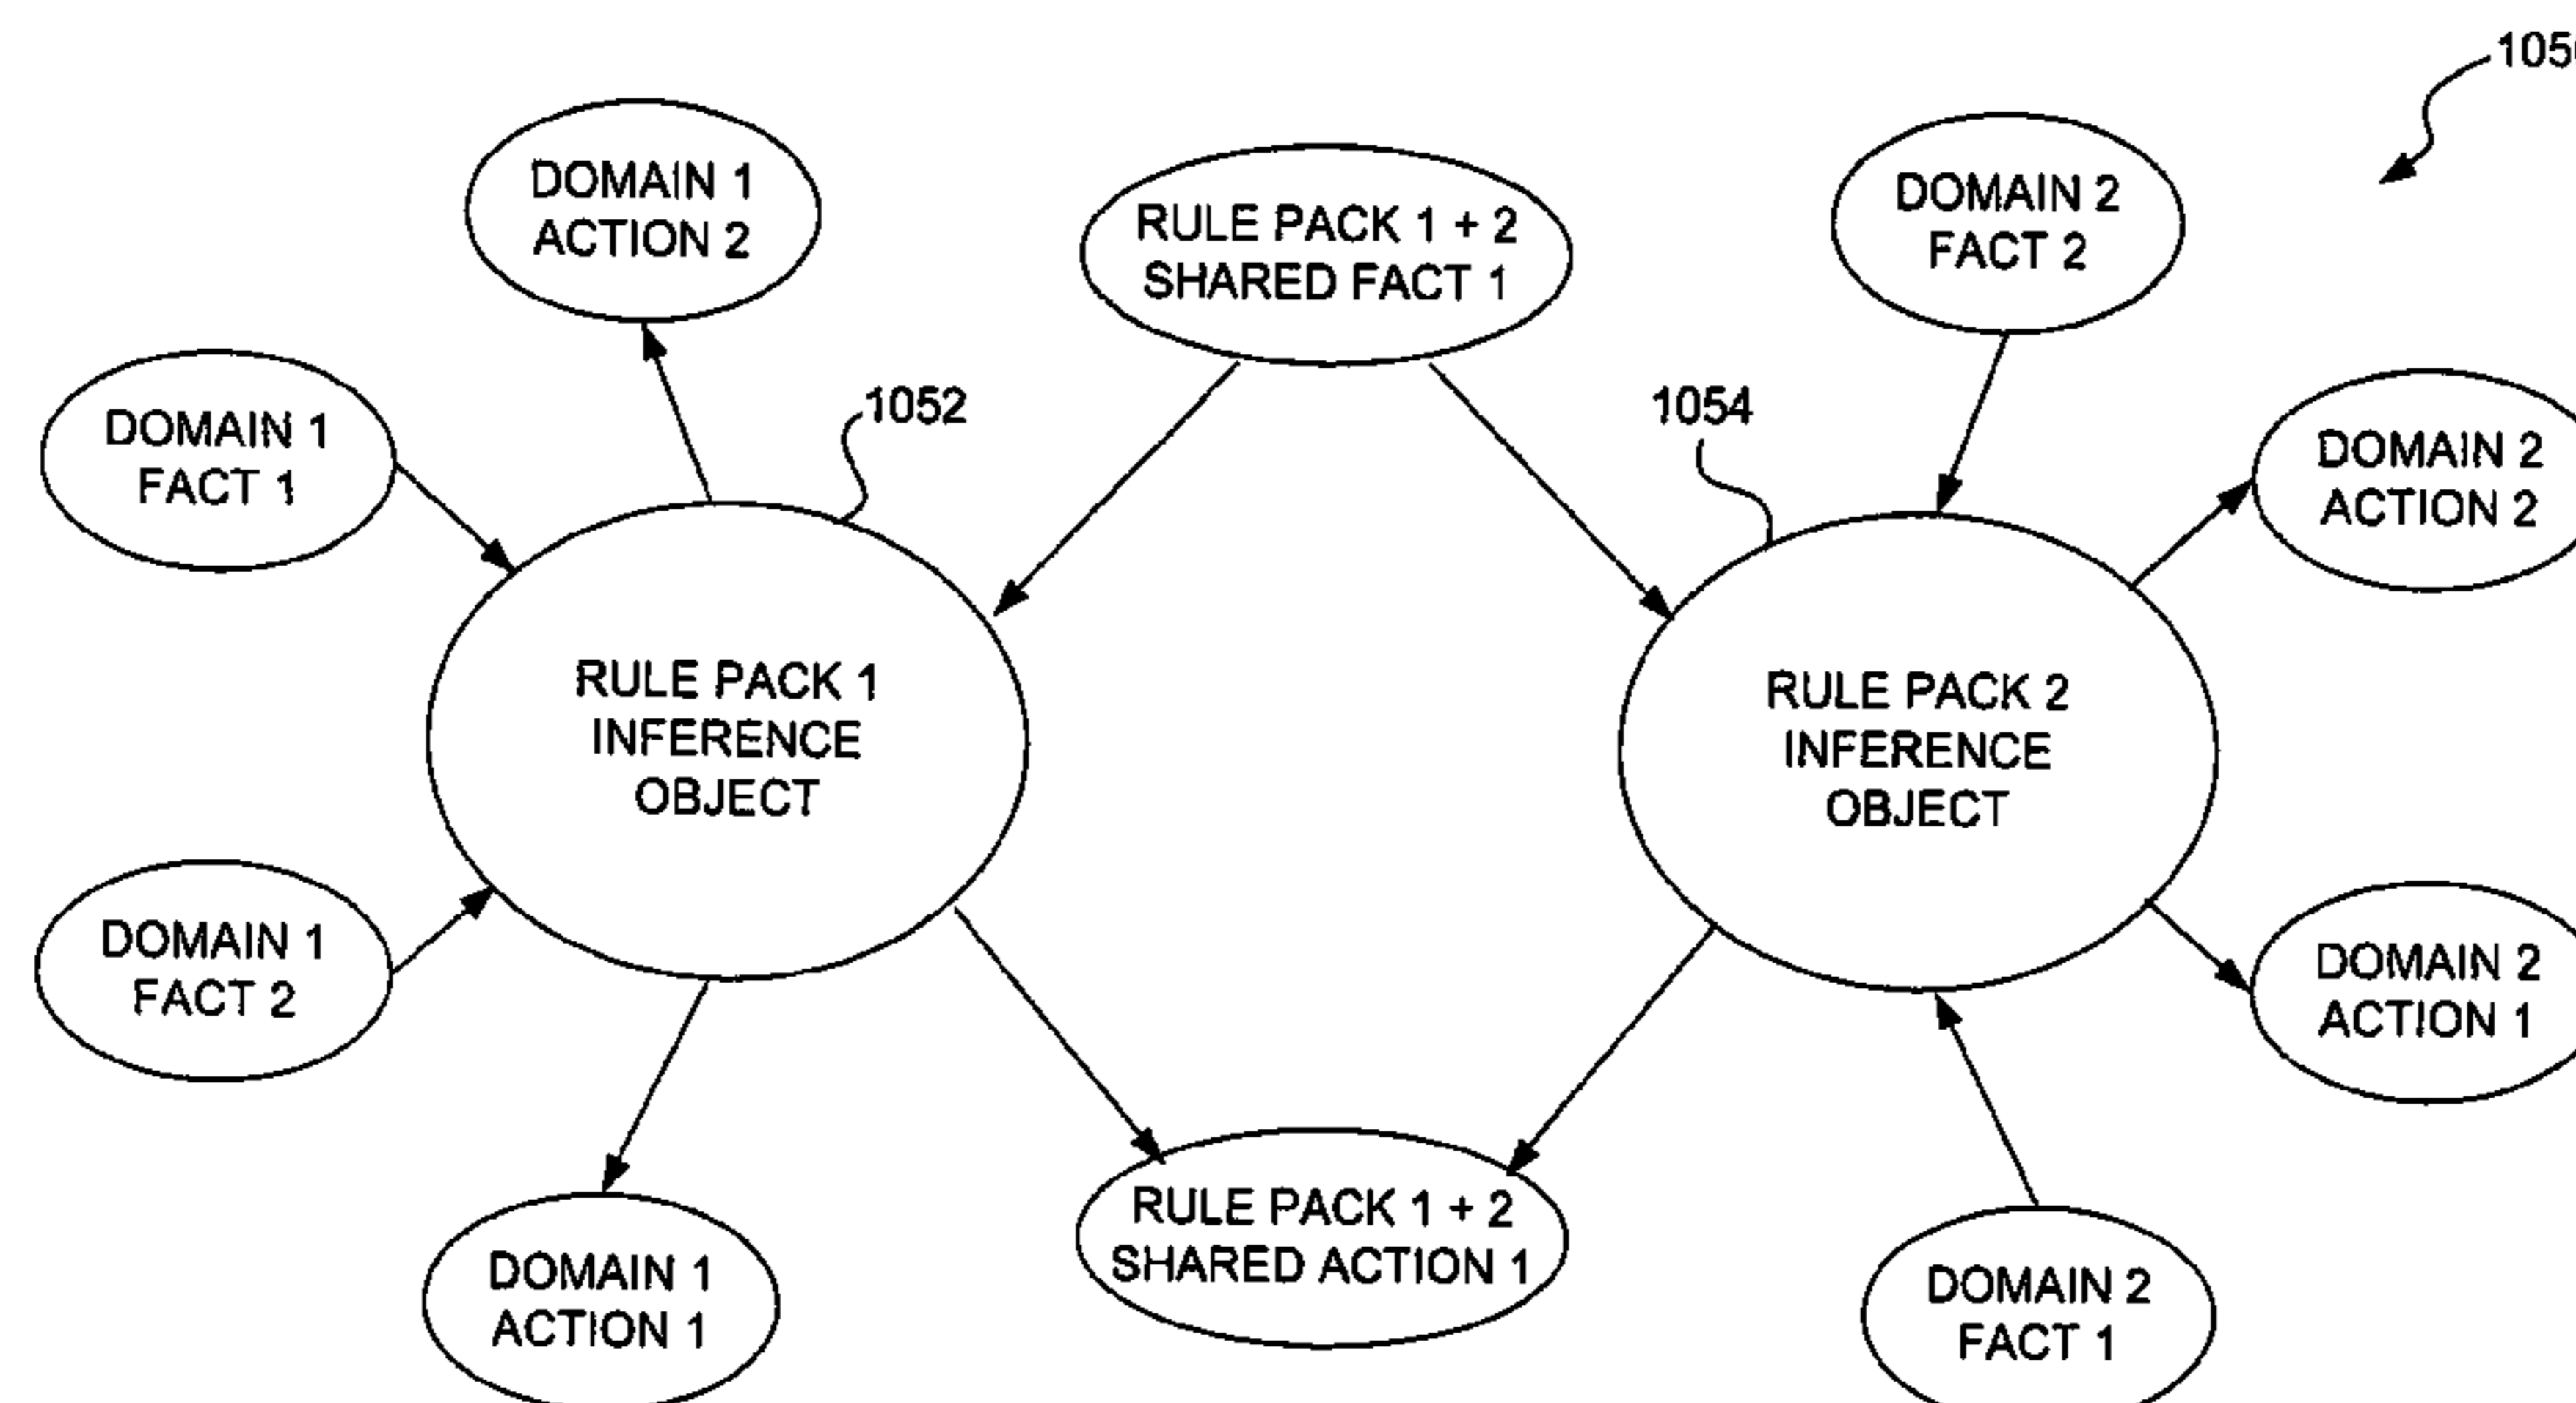 DOMAIN 1
ACTION 2
RULE PACK 1 + 2
SHARED FACT 1
DOMAIN 2
FACT 2
DOMAIN 1
FACT 1
1052
1054
DOMAIN 2
ACTION 2
RULE PACK 1
INFERENCE
OBJECT
RULE PACK 2
INFERENCE
OBJECT
DOMAIN 1
FACT 2
DOMAIN 2
ACTION 1
RULE PACK 1 + 2
SHARED ACTION 1
DOMAIN 1
ACTION 1
DOMAIN 2
FACT 1